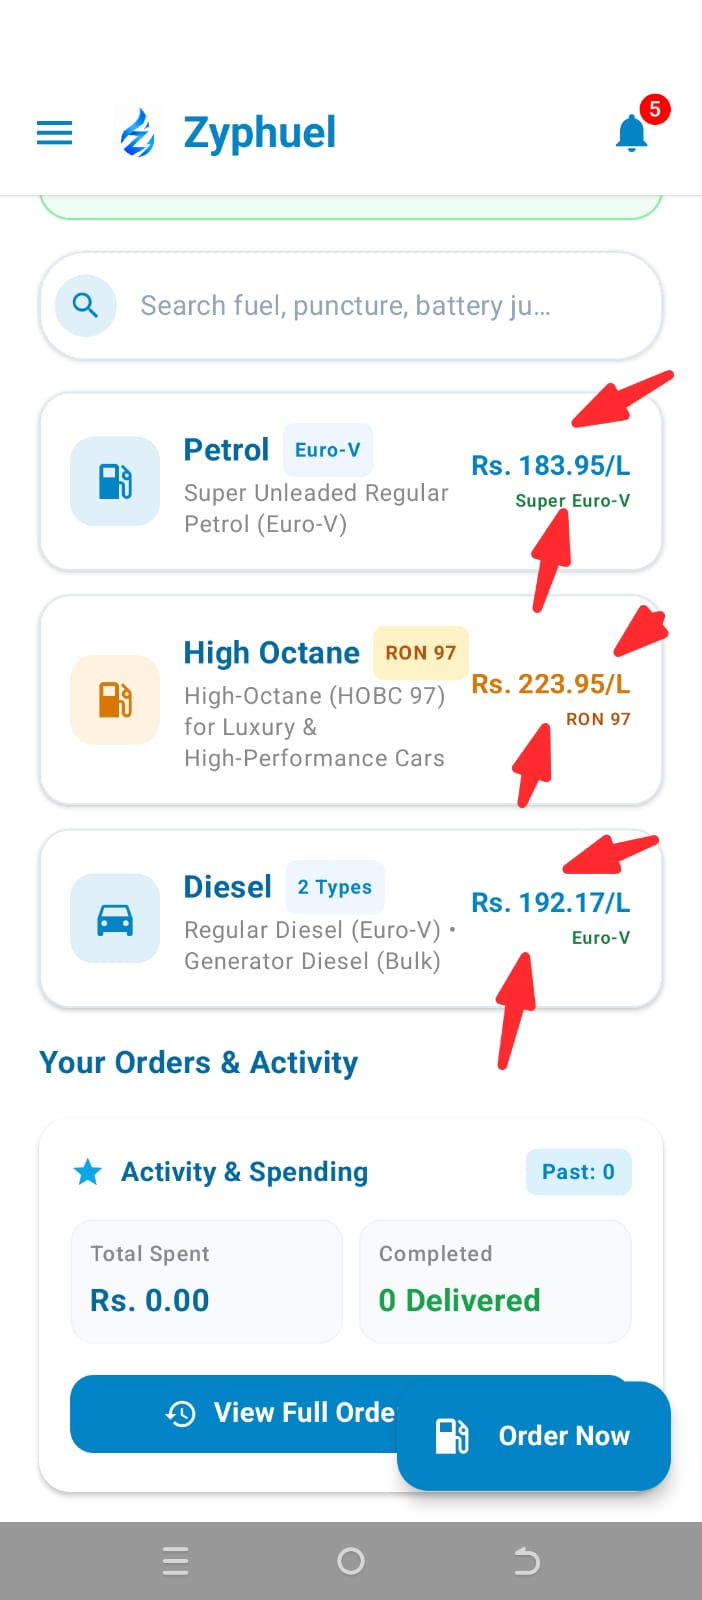 Zyphuel
5
Search fuel, puncture, battery ju...
Petrol
Euro-V
Super Unleaded Regular
Petrol (Euro-V)
Rs. 183.95/L
Super Euro-V
High Octane
RON 97
High-Octane (HOBC 97)
for Luxury &
High-Performance Cars
Rs. 223.95/L
RON 97
Diesel
2 Types
Regular Diesel (Euro-V) •
Generator Diesel (Bulk)
Rs. 192.17/L
Euro-V
Your Orders & Activity
Activity & Spending
Past: 0
Total Spent
Rs. 0.00
Completed
0 Delivered
View Full Orde
Order Now